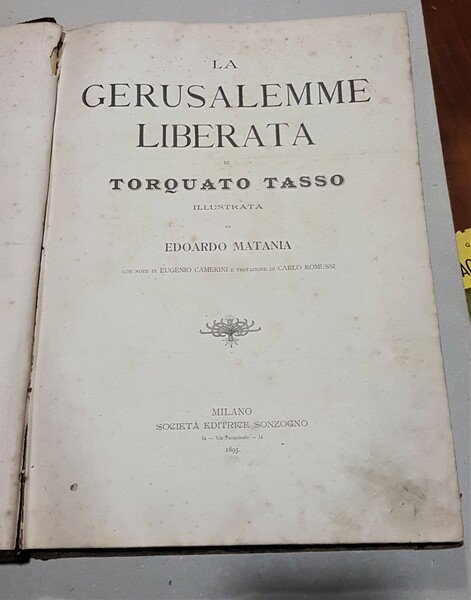 LA
GERUSALEMME
LIBERATA
DI
TORQUATO TASSO
ILLUSTRATA
DA
EDOARDO MATANIA
CON NOTE DI EUGENIO CAMERINI E PREFAZIONE DI CARLO ROMUSSI
MILANO
SOCIETÀ EDITRICE SONZOGNO
14 — Via Pasquirolo — 14
1895